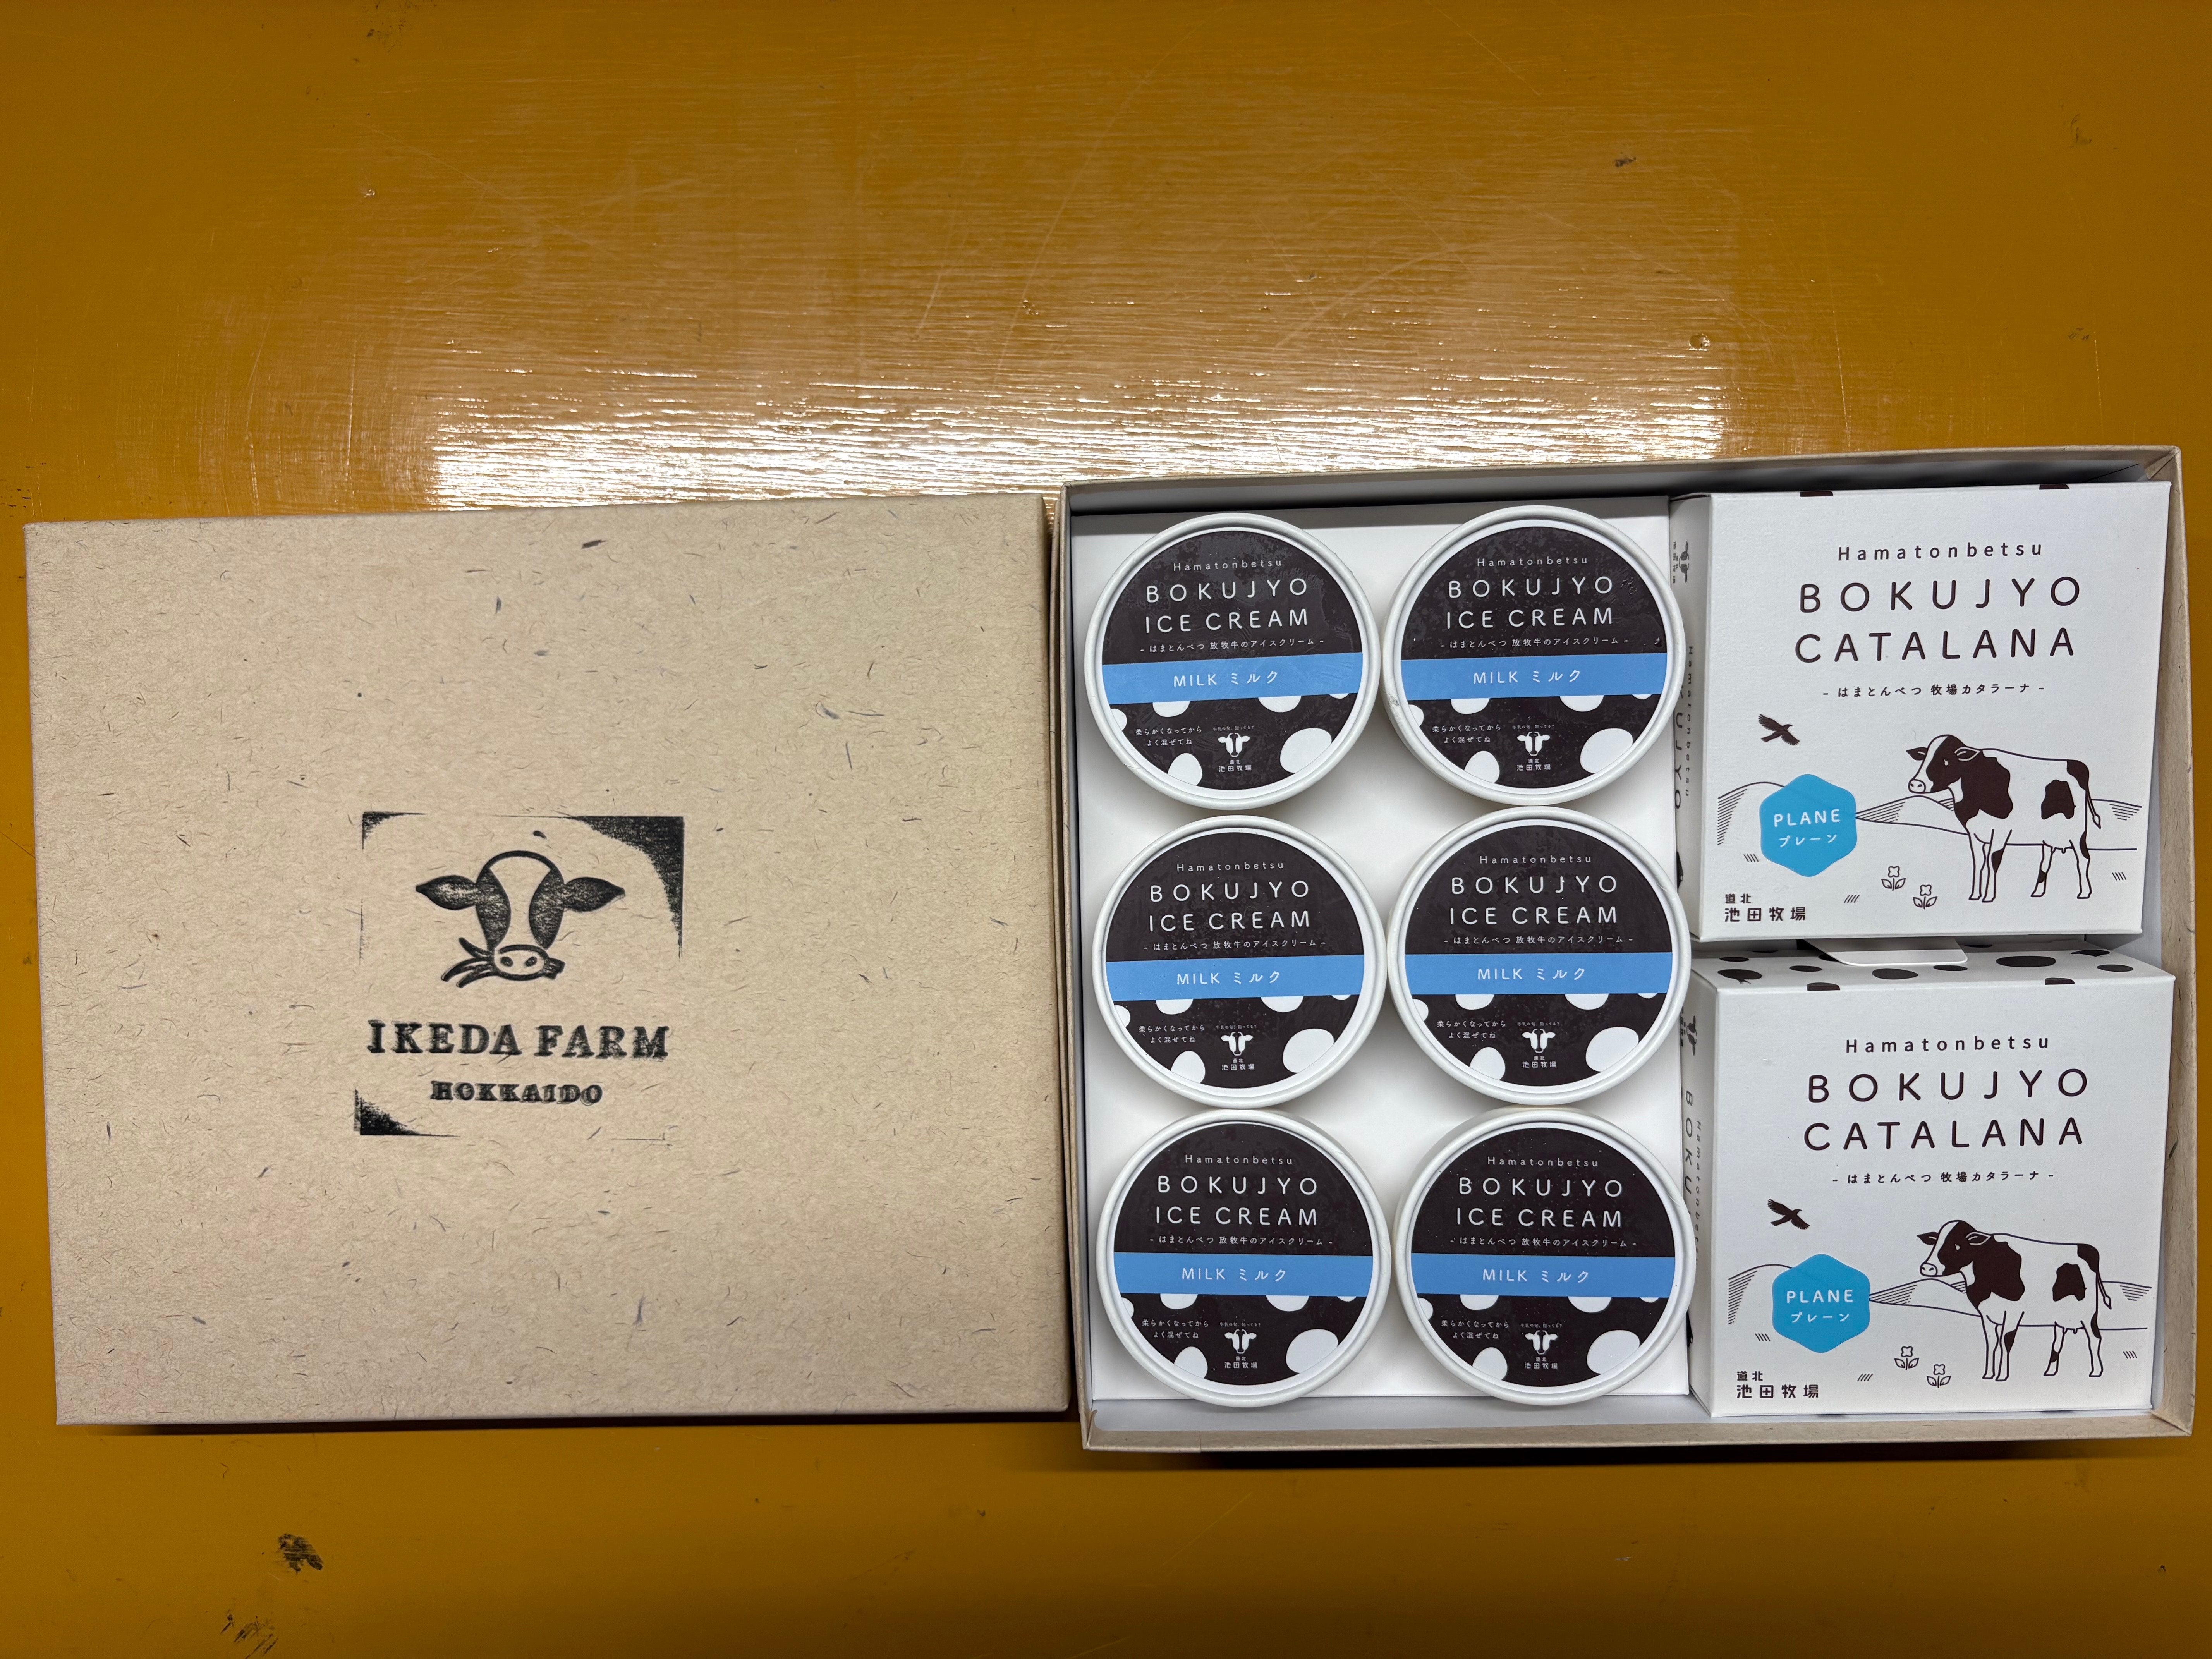 IKEDA FARM
HOKKAIDO
Hamatonbetsu
BOKUJYO
ICE CREAM
- はまとんべつ 放牧牛のアイスクリーム -
MILK ミルク
柔らかくなってから
よく混ぜてね
道北
池田牧場
Hamatonbetsu
BOKUJYO
ICE CREAM
- はまとんべつ 放牧牛のアイスクリーム -
MILK ミルク
柔らかくなってから
よく混ぜてね
道北
池田牧場
Hamatonbetsu
BOKUJYO
ICE CREAM
- はまとんべつ 放牧牛のアイスクリーム -
MILK ミルク
柔らかくなってから
よく混ぜてね
道北
池田牧場
Hamatonbetsu
BOKUJYO
ICE CREAM
- はまとんべつ 放牧牛のアイスクリーム -
MILK ミルク
柔らかくなってから
よく混ぜてね
道北
池田牧場
Hamatonbetsu
BOKUJYO
ICE CREAM
- はまとんべつ 放牧牛のアイスクリーム -
MILK ミルク
柔らかくなってから
よく混ぜてね
道北
池田牧場
Hamatonbetsu
BOKUJYO
ICE CREAM
- はまとんべつ 放牧牛のアイスクリーム -
MILK ミルク
柔らかくなってから
よく混ぜてね
道北
池田牧場
Hamatonbetsu
BOKUJYO
CATALANA
- はまとんべつ 牧場カタラーナ -
PLANE
プレーン
道北
池田牧場
Hamatonbetsu
BOKUJYO
CATALANA
- はまとんべつ 牧場カタラーナ -
PLANE
プレーン
道北
池田牧場